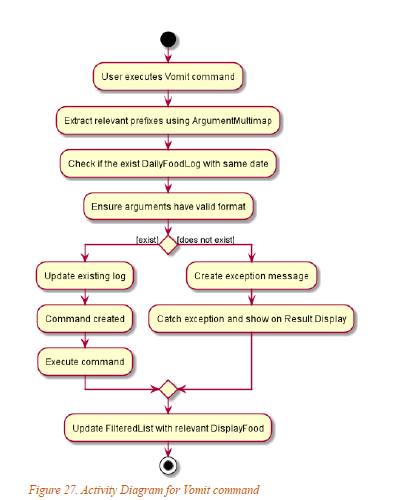 User executes Vomit command
Extract relevant prefixes using ArgumentMultimap
Check if the exist DailyFoodLog with same date
Ensure arguments have valid format
[exist]
[does not exist]
Update existing log
Create exception message
Command created
Catch exception and show on Result Display
Execute command
Update FilteredList with relevant DisplayFood
Figure 27. Activity Diagram for Vomit command